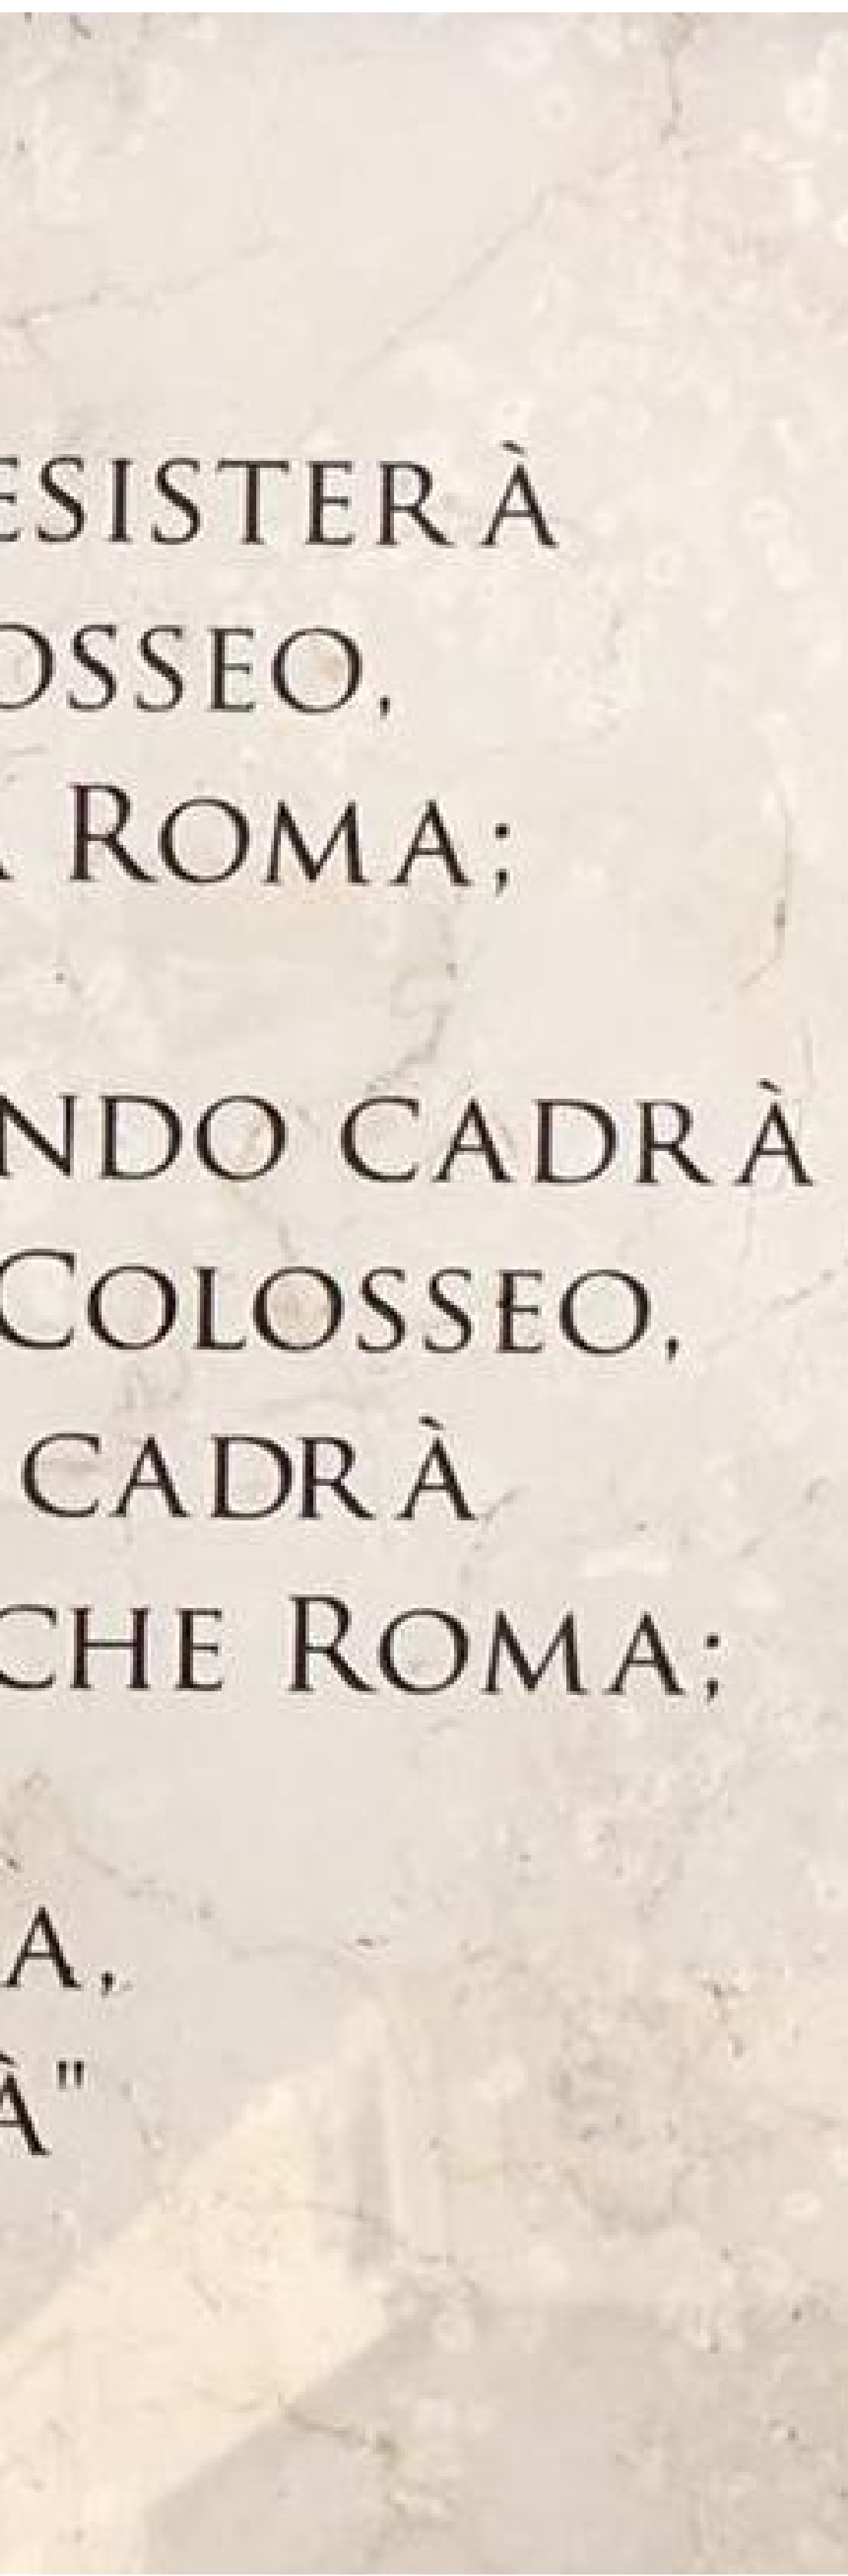 ESISTERÀ
OSSEO,
ROMA;
NDO CADRÀ
COLOSSEO,
CADRÀ
CHE ROMA;
A,
À"